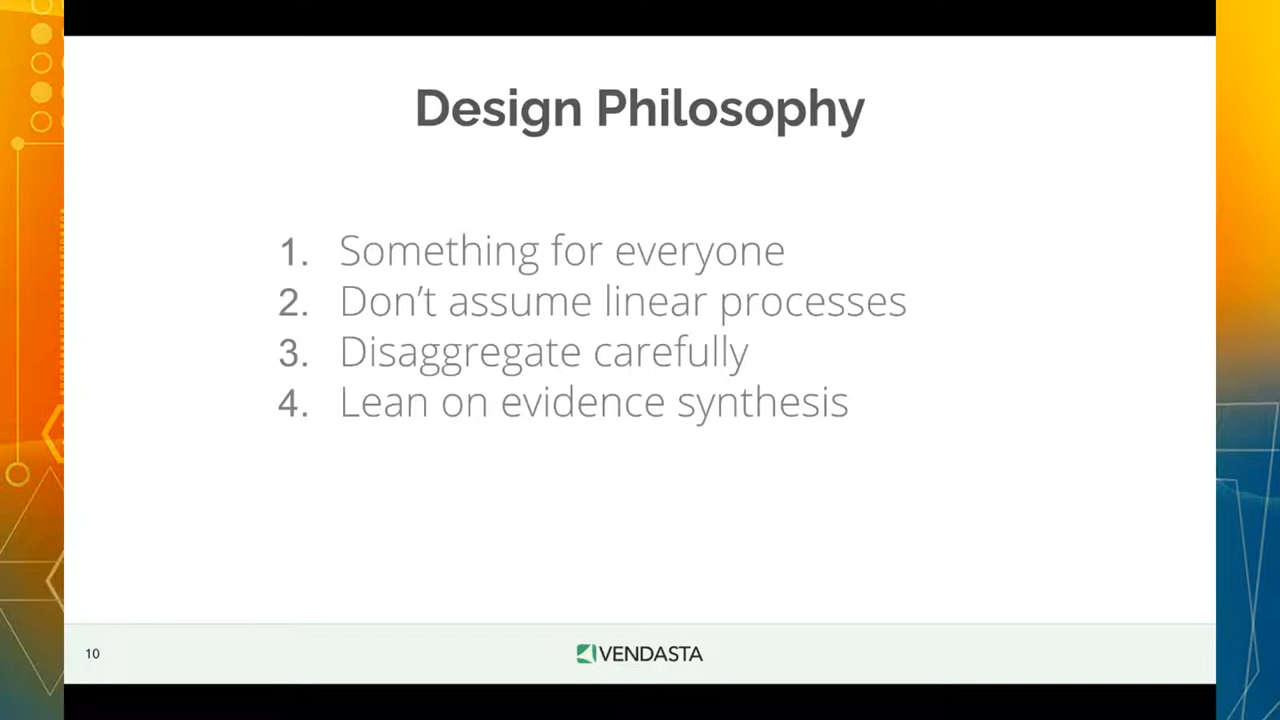 Design Philosophy
1. Something for everyone
2. Don't assume linear processes
3. Disaggregate carefully
4. Lean on evidence synthesis
10
VENDASTA